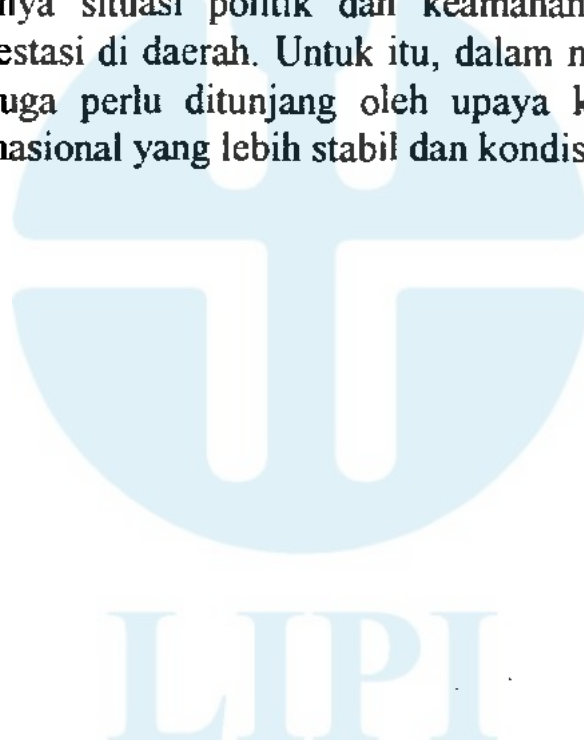 nya situasi politik dan keamanan
estasi di daerah. Untuk itu, dalam
uga perlu ditunjang oleh upaya
nasional yang lebih stabil dan kondis
LIPI